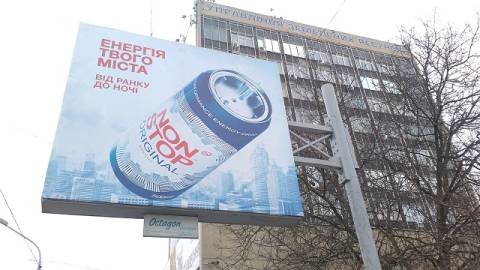 УПРАВЛІННЯ
ЕНЕРГІЯ
ТВОГО
МІСТА
ВІД РАНКУ
ДО НОЧІ
NON
STOP
ORIGINAL
Octagon